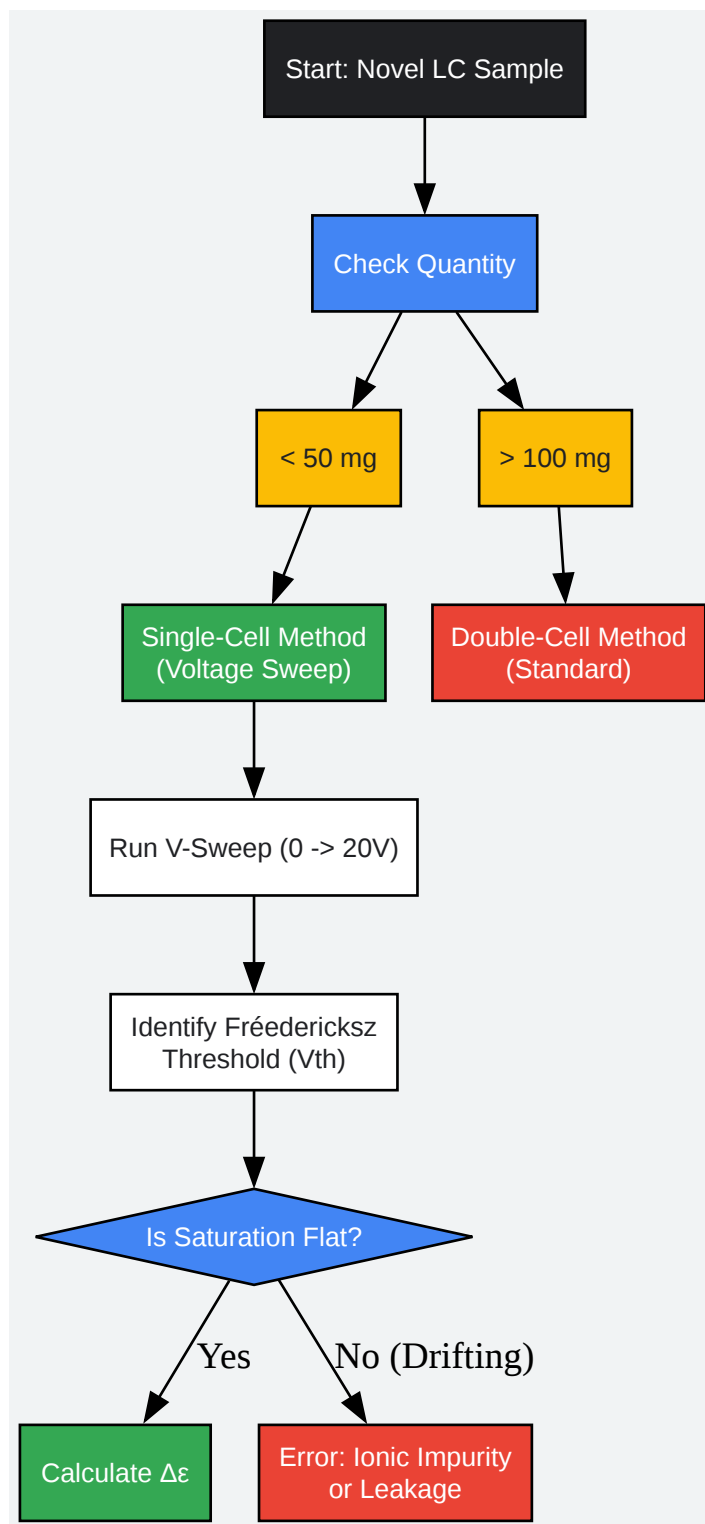 Start: Novel LC Sample
Check Quantity
< 50 mg
> 100 mg
Single-Cell Method
(Voltage Sweep)
Double-Cell Method
(Standard)
Run V-Sweep (0 -> 20V)
Identify Fréedericksz
Threshold (Vth)
Is Saturation Flat?
Yes
No (Drifting)
Calculate Δε
Error: Ionic Impurity
or Leakage